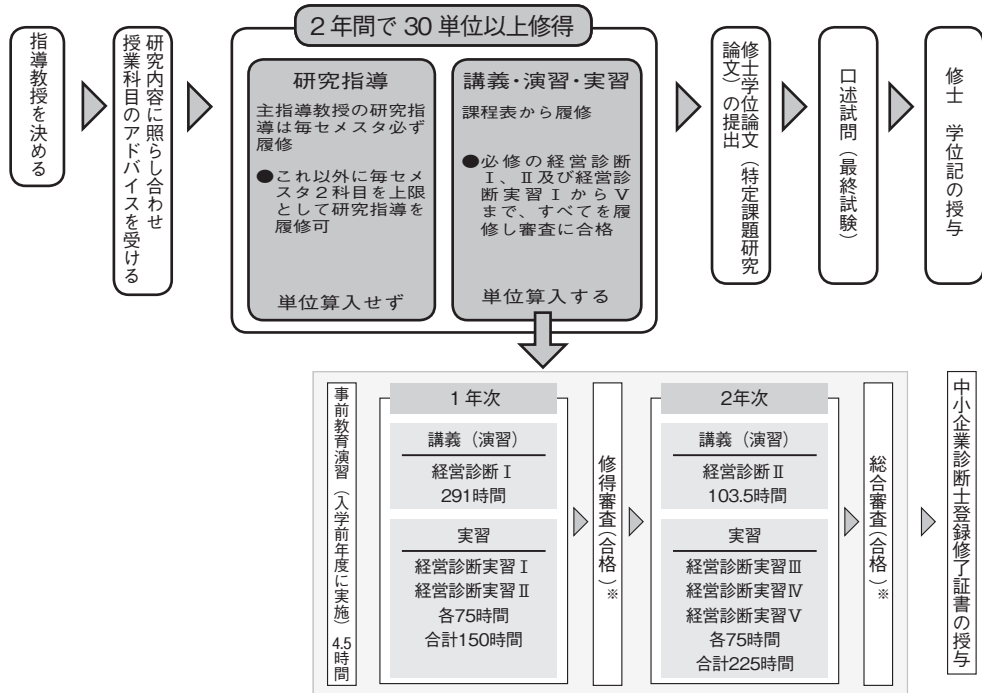 指導教授を決める
研究内容に照らし合わせ
授業科目のアドバイスを受ける
2年間で30単位以上修得
研究指導
主指導教授の研究指
導は毎セメスタ必ず
履修
●これ以外に毎セメ
スタ2科目を上限
として研究指導を
履修可
単位算入せず
講義・演習・実習
課程表から履修
●必修の経営診断
Ⅰ、Ⅱ及び経営診
断実習ⅠからⅤ
まで、すべてを履
修し審査に合格
単位算入する
修士学位論文（特定課題研究
論文）の提出
口述試問（最終試験）
修士 学位記の授与
事前教育演習（入学前年度に実施）4.5時間
1年次
講義（演習）
経営診断Ⅰ
291時間
実習
経営診断実習Ⅰ
経営診断実習Ⅱ
各75時間
合計150時間
修得審査（合格）※
2年次
講義（演習）
経営診断Ⅱ
103.5時間
実習
経営診断実習Ⅲ
経営診断実習Ⅳ
経営診断実習Ⅴ
各75時間
合計225時間
総合審査（合格）※
中小企業診断士登録修了証書の授与